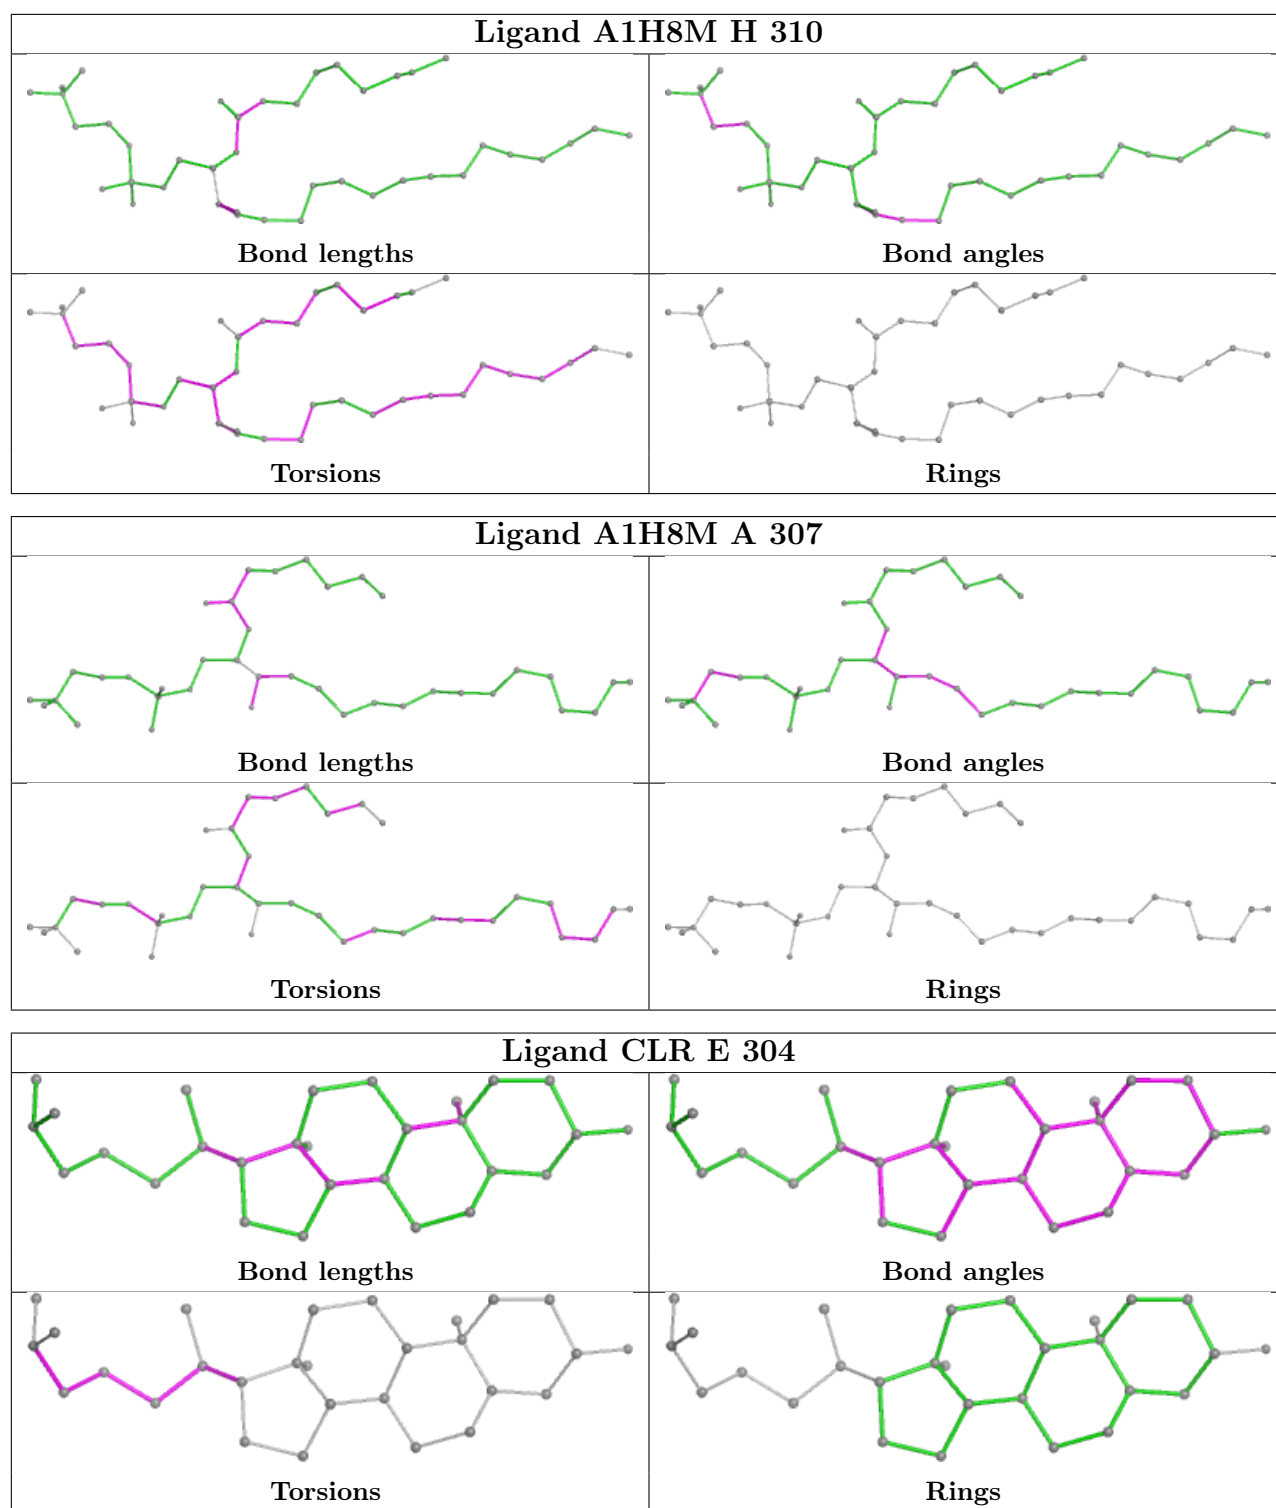 Ligand A1H8M H 310
Bond lengths
Bond angles
Torsions
Rings
Ligand A1H8M A 307
Bond lengths
Bond angles
Torsions
Rings
Ligand CLR E 304
Bond lengths
Bond angles
Torsions
Rings